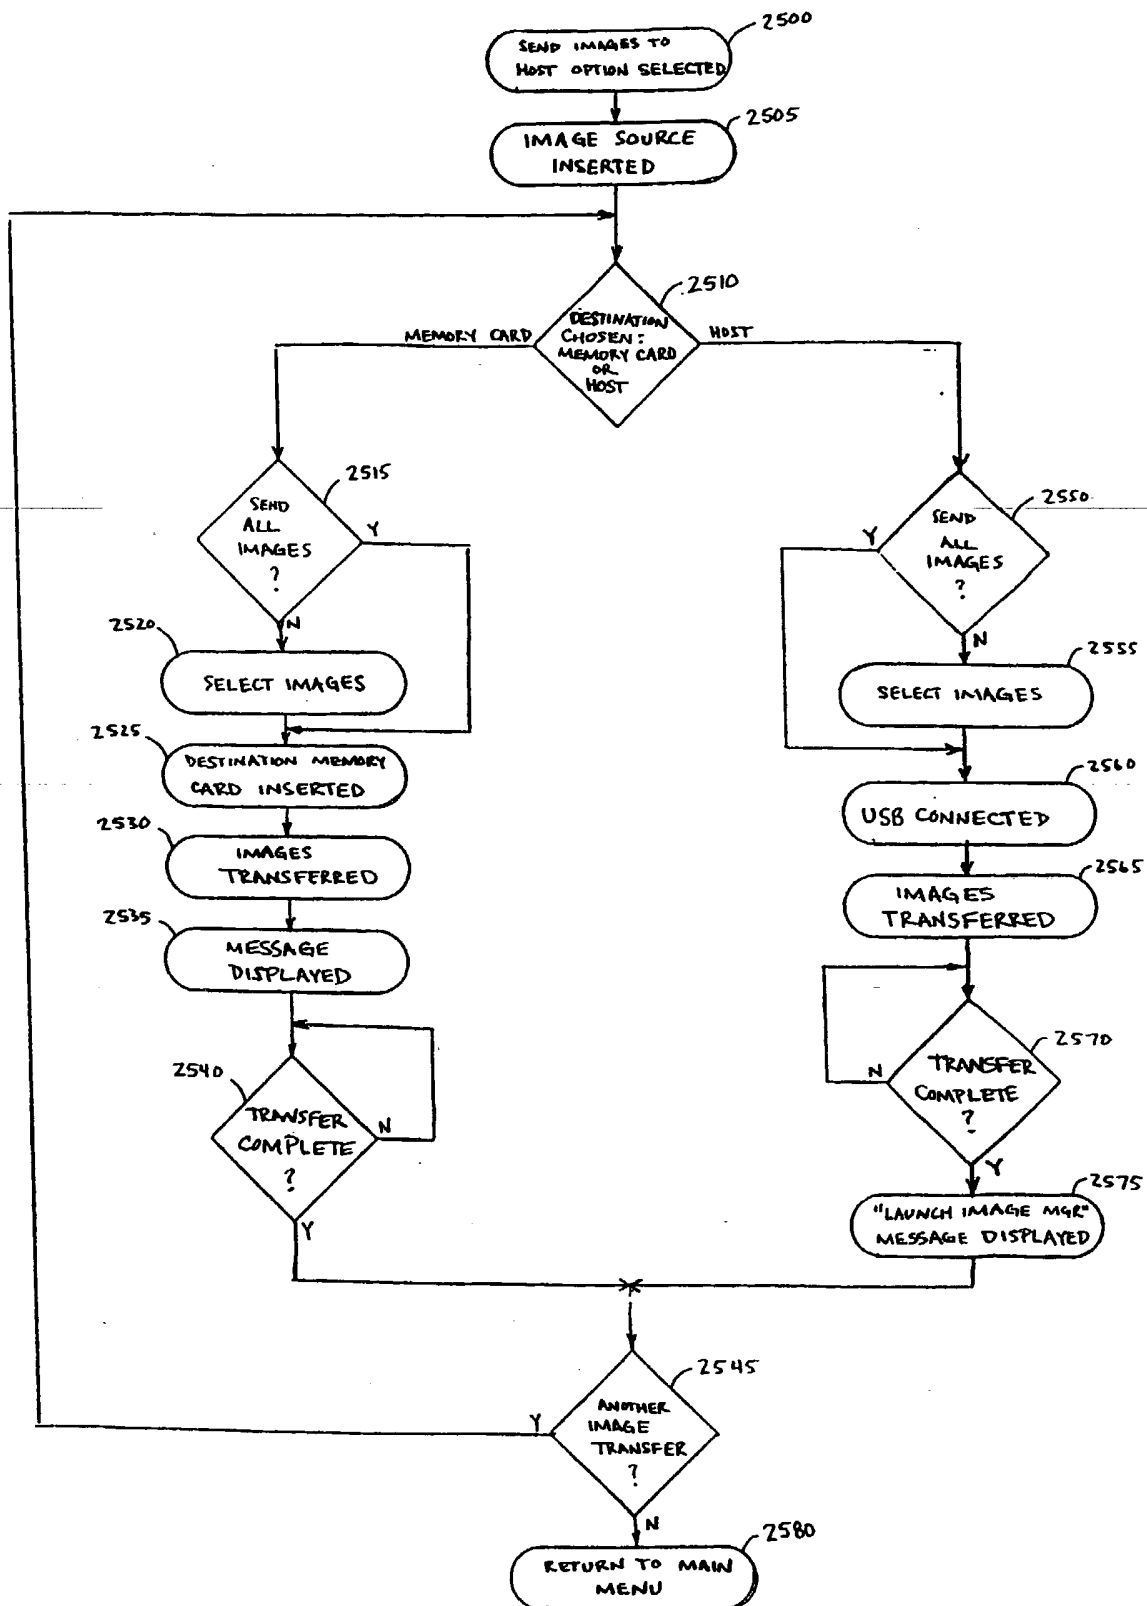 2500
SEND IMAGES TO
HOST OPTION SELECTED
2505
IMAGE SOURCE
INSERTED
2510
DESTINATION
CHOSEN:
MEMORY CARD
OR
HOST
MEMORY CARD
HOST
2515
SEND
ALL
IMAGES
?
Y
N
2520
SELECT IMAGES
2525
DESTINATION MEMORY
CARD INSERTED
2530
IMAGES
TRANSFERRED
2535
MESSAGE
DISPLAYED
2540
TRANSFER
COMPLETE
?
N
Y
2550
SEND
ALL
IMAGES
?
Y
N
2555
SELECT IMAGES
2560
USB CONNECTED
2565
IMAGES
TRANSFERRED
2570
TRANSFER
COMPLETE
?
N
Y
2575
"LAUNCH IMAGE MGR"
MESSAGE DISPLAYED
2545
ANOTHER
IMAGE
TRANSFER
?
Y
N
2580
RETURN TO MAIN
MENU